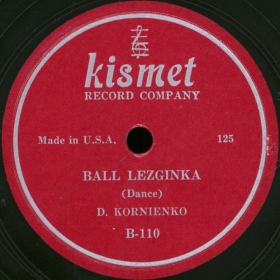 kismet
RECORD COMPANY
Made in U.S.A. 125
BALL LEZGINKA
(Dance)
D. KORNIENKO
B-110